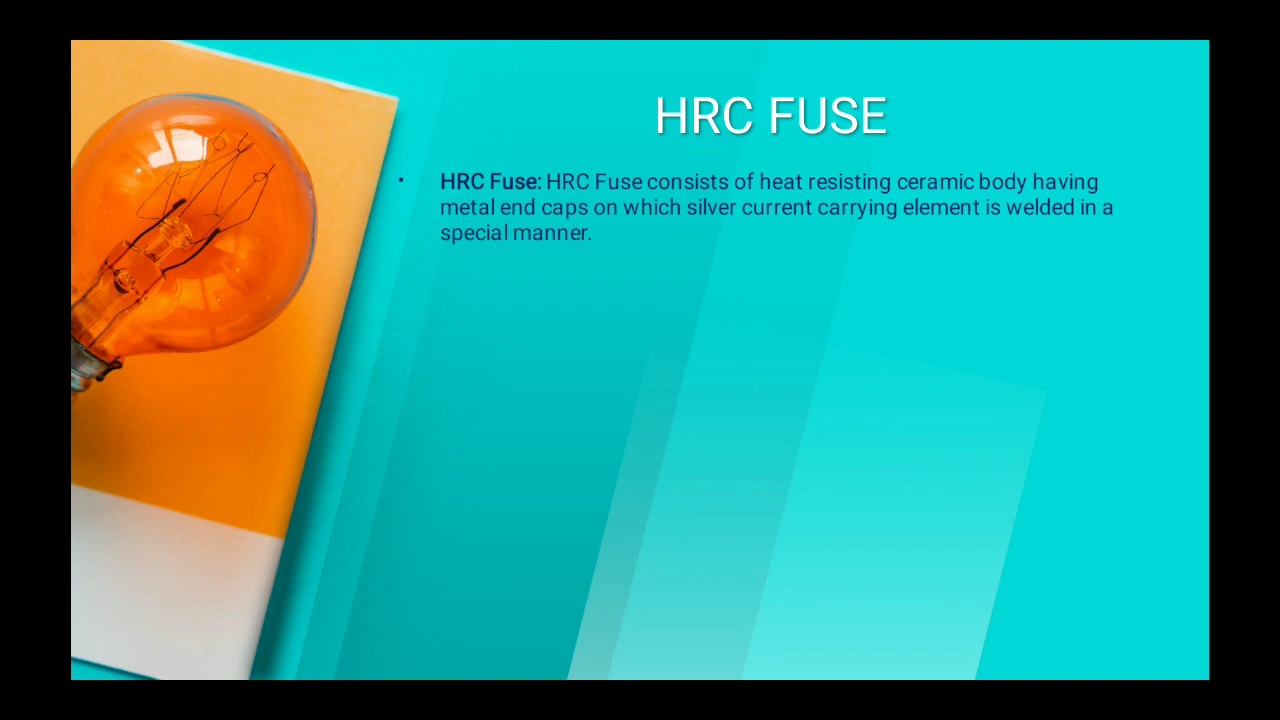 HRC FUSE
• HRC Fuse: HRC Fuse consists of heat resisting ceramic body having
metal end caps on which silver current carrying element is welded in a
special manner.